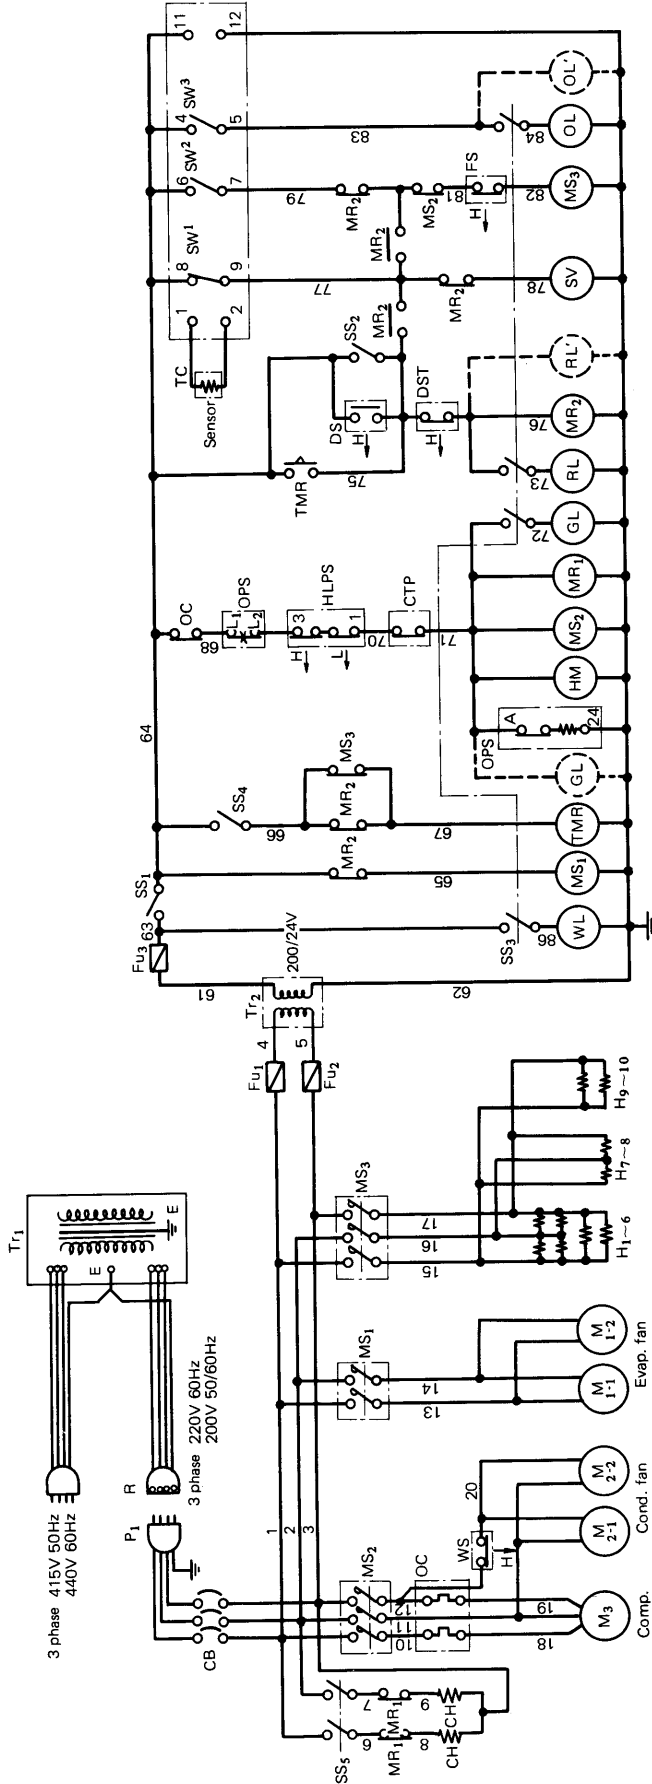 3 phase 415V 50Hz
440V 60Hz
Tr1
E
E
R
3 phase 220V 60Hz
200V 50/60Hz
P1
CB
1
2
3
Fu1
Fu2
4
5
Tr2
200/24V
61
62
Fu3
63
SS1
64
SS5
6
7
MR1
MR1
8
9
CH
CH
MS2
10
11
12
OC
18
19
M3
Comp.
WS
H
20
M2-1
M2-2
Cond. fan
MS1
13
14
M1-1
M1-2
Evap. fan
MS3
15
16
17
H1~6
H7~8
H9~10
SS3
86
WL
MR2
65
MS1
SS4
66
MR2
MS3
67
TMR
GL
OC
68
OPS
L1
L2
HLPS
3
H
L
1
70
CTP
71
OPS
A
24
HM
MS2
MR1
72
GL
TMR
75
DS
H
SS2
DST
H
73
RL
76
MR2
RL'
TC
Sensor
1
2
8
SW1
9
77
MR2
MR2
MR2
78
SV
6
SW2
7
79
MR2
MS2
81
FS
H
82
MS3
4
SW3
5
83
84
OL
OL'
11
12